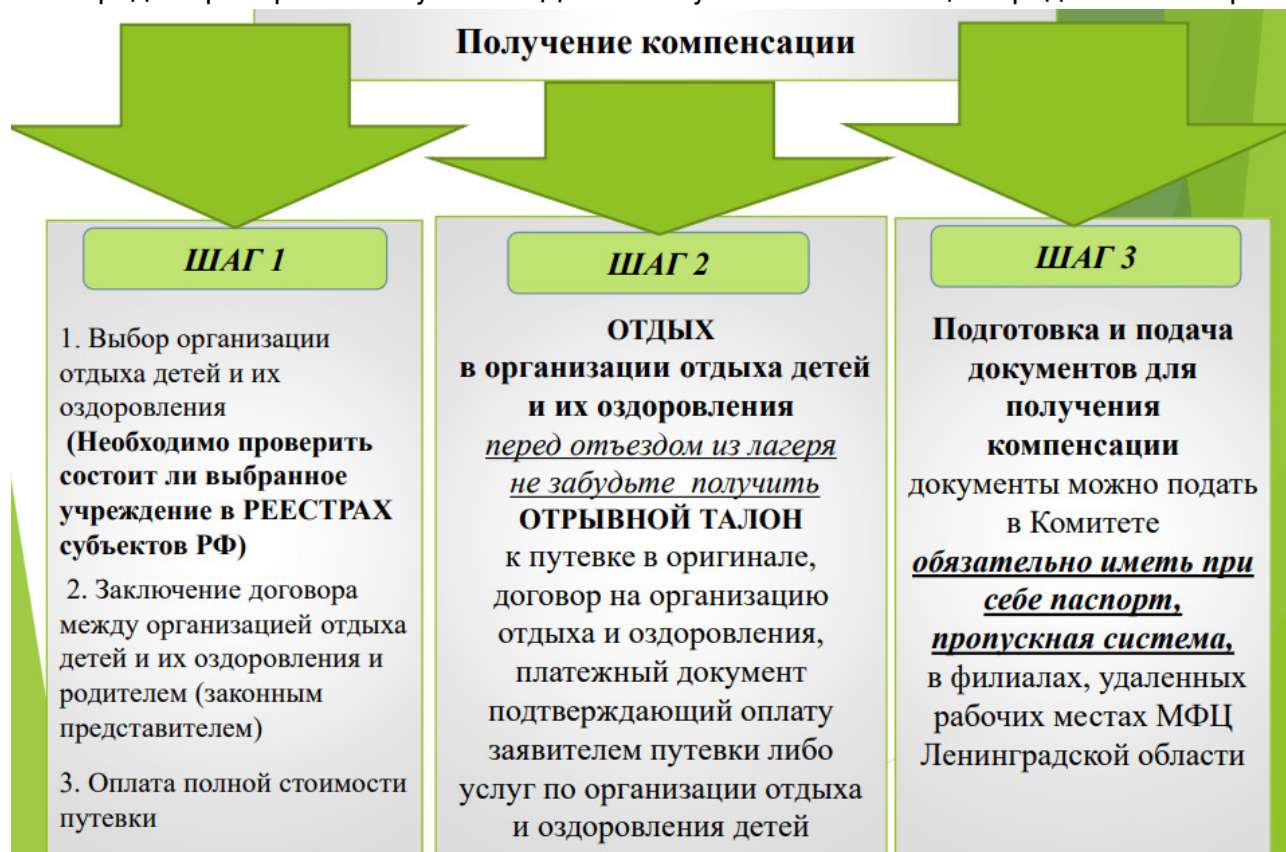 Получение компенсации
ШАГ 1
1. Выбор организации
отдыха детей и их
оздоровления
(Необходимо проверить
состоит ли выбранное
учреждение в РЕЕСТРАХ
субъектов РФ)
2. Заключение договора
между организацией отдыха
детей и их оздоровления и
родителем (законным
представителем)
3. Оплата полной стоимости
путевки
ШАГ 2
ОТДЫХ
в организации отдыха детей
и их оздоровления
перед отъездом из лагеря
не забудьте получить
ОТРЫВНОЙ ТАЛОН
к путевке в оригинале,
договор на организацию
отдыха и оздоровления,
платежный документ
подтверждающий оплату
заявителем путевки либо
услуг по организации отдыха
и оздоровления детей
ШАГ 3
Подготовка и подача
документов для
получения
компенсации
документы можно подать
в Комитете
обязательно иметь при
себе паспорт,
пропускная система,
в филиалах, удаленных
рабочих местах МФЦ
Ленинградской области